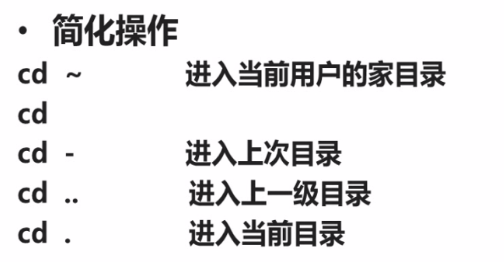 • 简化操作
cd ~ 进入当前用户的家目录
cd
cd - 进入上次目录
cd .. 进入上一级目录
cd . 进入当前目录